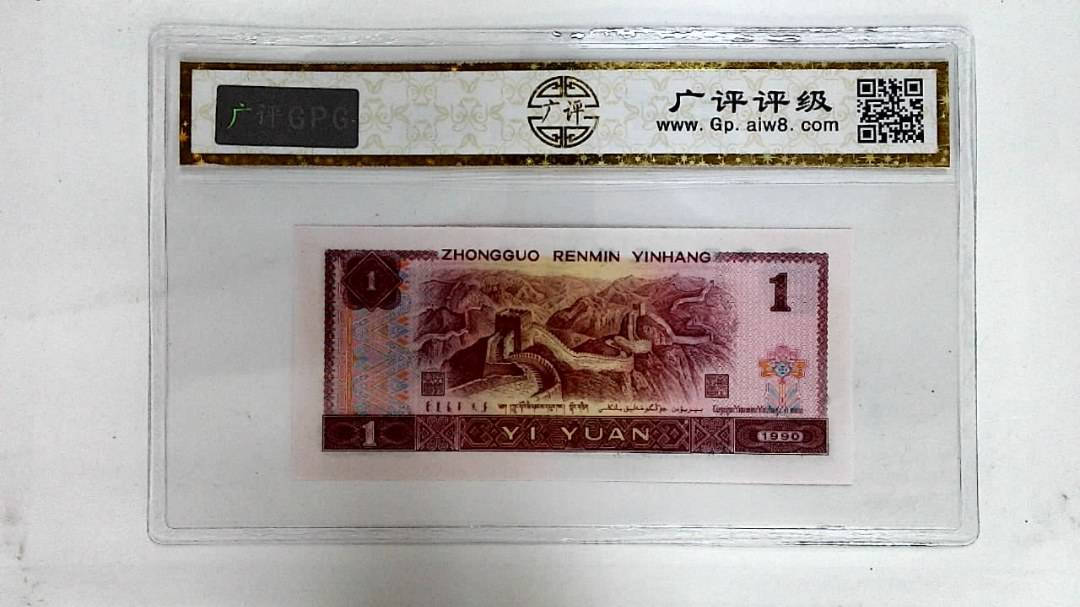 广评GPG
广评
广评评级
www. Gp. aiw8. com
ZHONGGUO RENMIN YINHANG
1
1
1
YI YUAN
1990